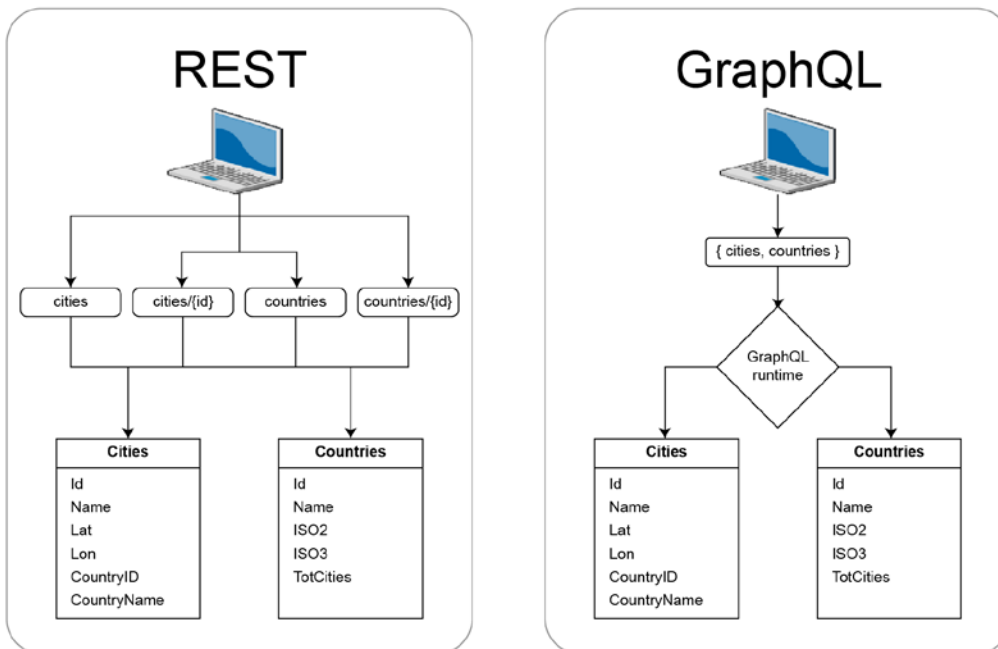 REST
cities
cities/{id}
countries
countries/{id}
Cities
Id
Name
Lat
Lon
CountryID
CountryName
Countries
Id
Name
ISO2
ISO3
TotCities
GraphQL
{ cities, countries }
GraphQL
runtime
Cities
Id
Name
Lat
Lon
CountryID
CountryName
Countries
Id
Name
ISO2
ISO3
TotCities